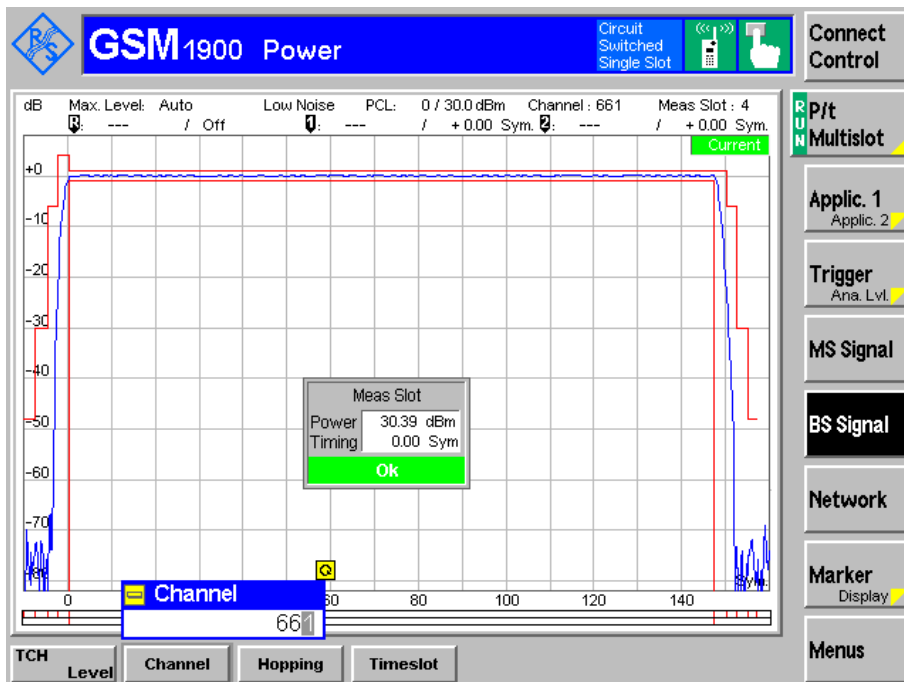 R&S
GSM1900 Power
Circuit
Switched
Single Slot
Connect
Control
dB Max. Level: Auto Low Noise PCL: 0 / 30.0 dBm Channel : 661 Meas Slot : 4
R: --- / Off 1: --- / + 0.00 Sym. 2: --- / + 0.00 Sym.
Current
RUN
P/t
Multislot
+0
-10
-20
-30
-40
-50
-60
-70
Applic. 1
Applic. 2
Trigger
Ana. Lvl.
MS Signal
BS Signal
Network
Marker
Display
Menus
Meas Slot
Power 30.39 dBm
Timing 0.00 Sym
Ok
0 80 100 120 140
Channel
661
TCH
Level
Channel
Hopping
Timeslot